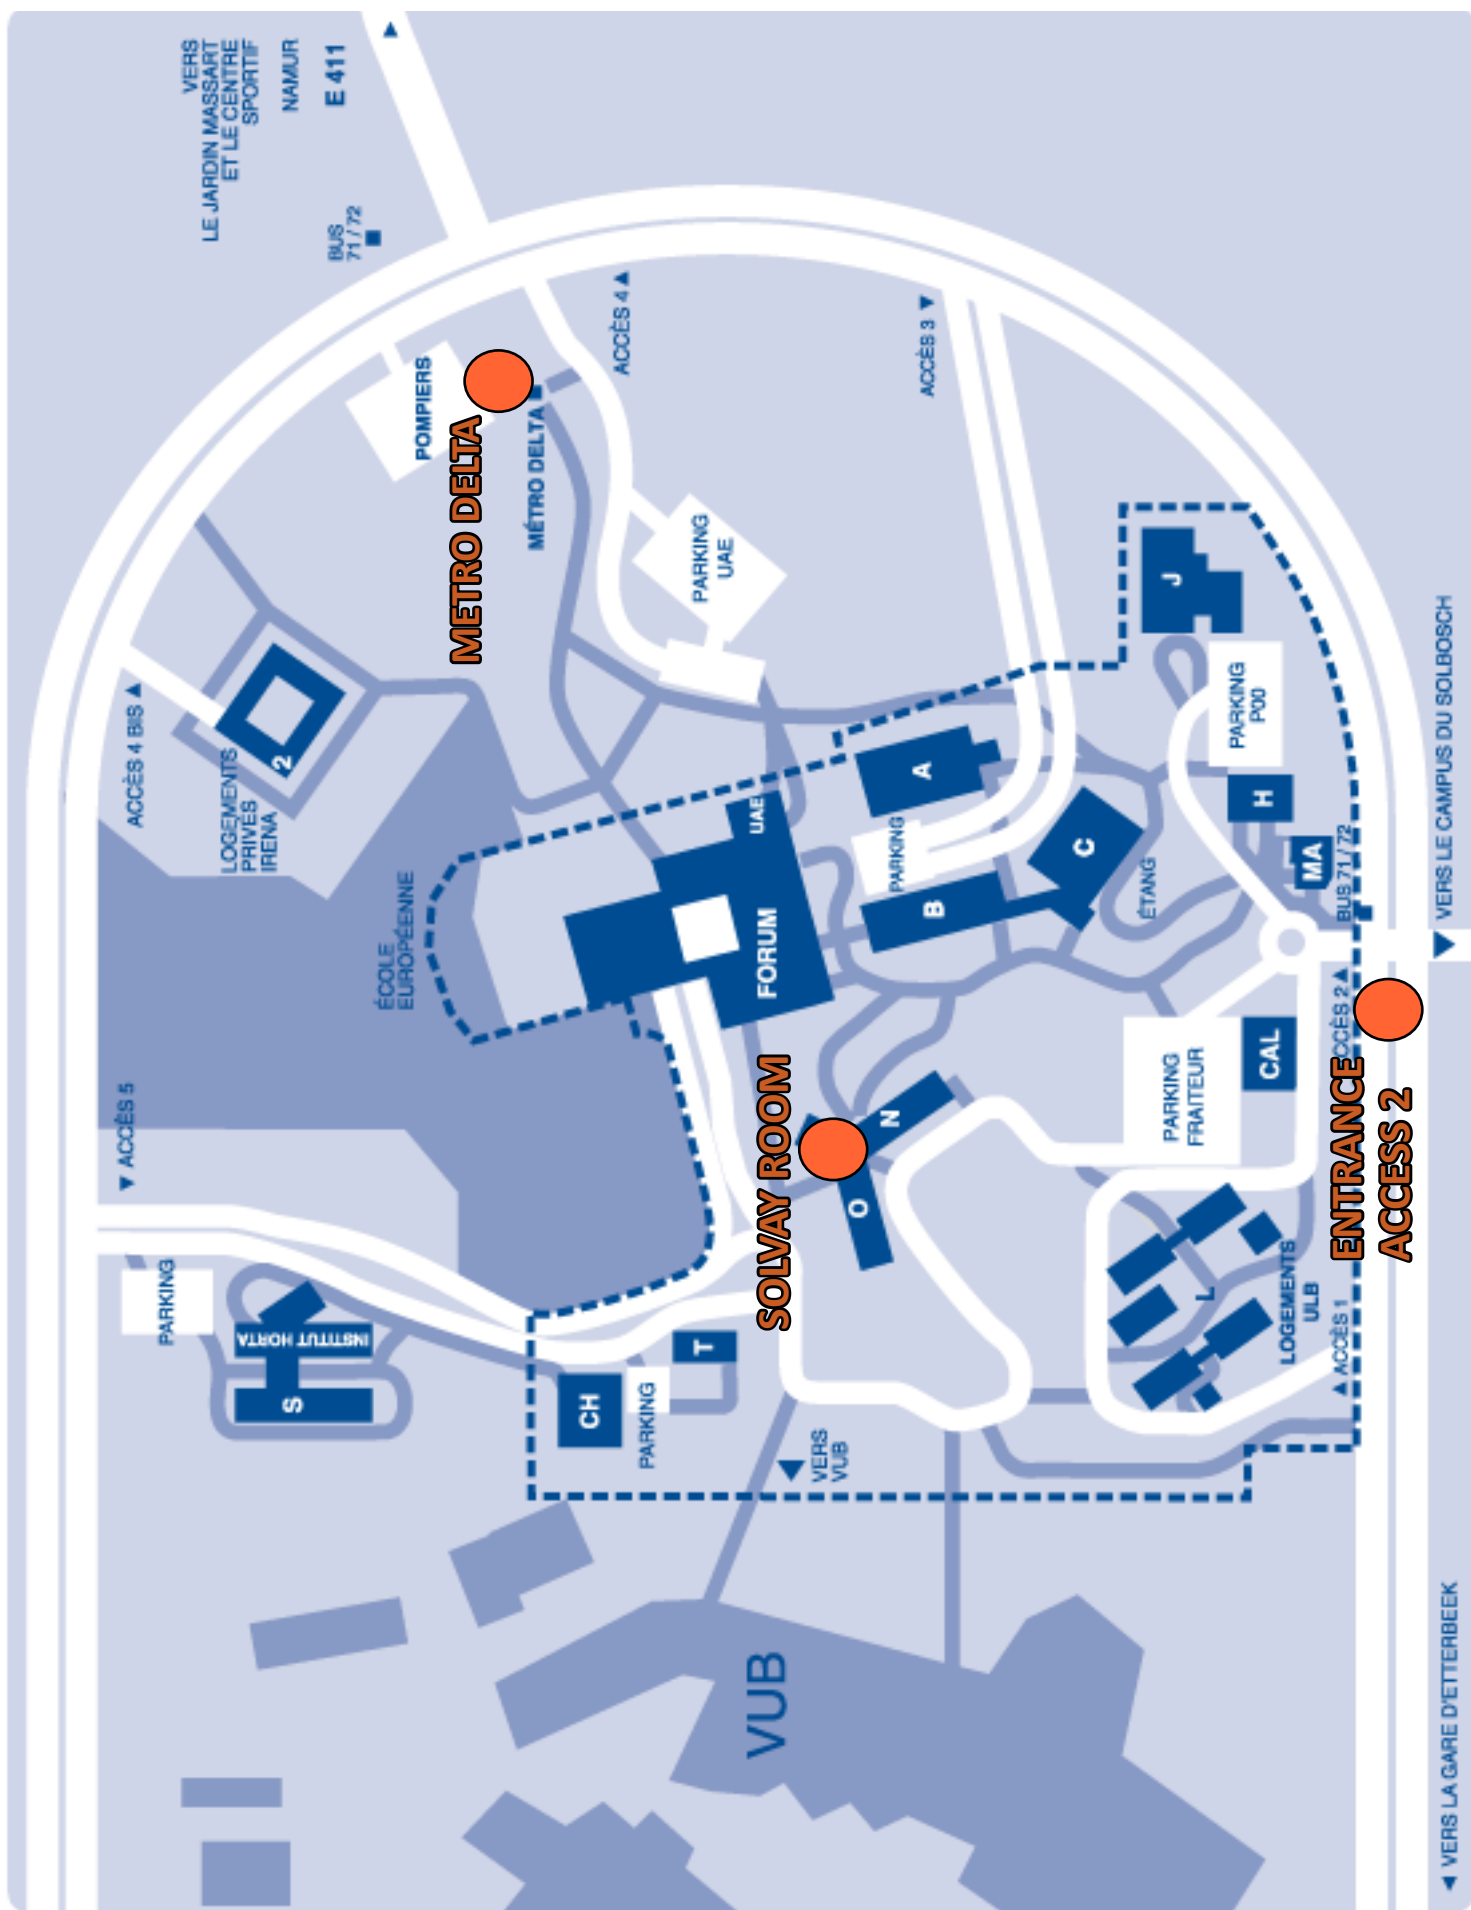 VERS
LE JARDIN MASSART
ET LE CENTRE
SPORTIF
NAMUR
E 411
BUS
71 / 72
ACCÈS 5
ACCÈS 4 BIS
PARKING
INSTITUT HORTA
S
LOGEMENTS
PRIVÉS
IRENA
2
ÉCOLE
EUROPÉENNE
POMPIERS
METRO DELTA
MÉTRO DELTA
ACCÈS 4
CH
PARKING
T
PARKING
UAE
UAE
FORUM
SOLVAY ROOM
VUB
VERS
VUB
O
N
PARKING
A
B
ACCÈS 3
C
ÉTANG
J
PARKING
FRAITEUR
L
LOGEMENTS
ULB
CAL
PARKING
P00
H
MA
ACCÈS 1
ACCÈS 2
BUS 71 / 72
ENTRANCE
ACCESS 2
VERS LA GARE D'ETTERBEEK
VERS LE CAMPUS DU SOLBOSCH